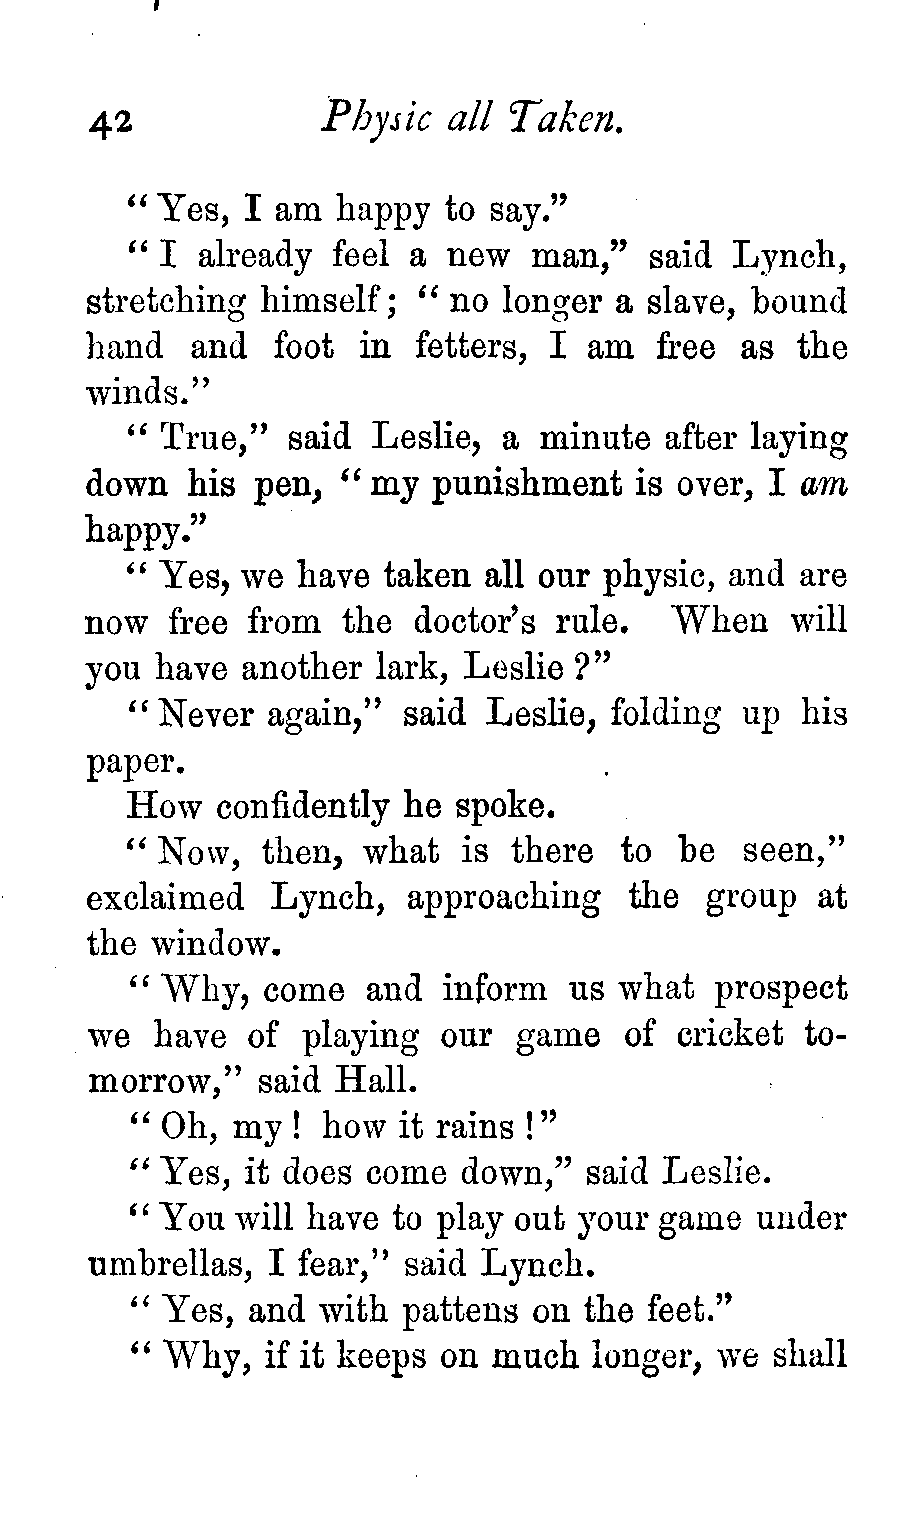 42 Physic all Taken.
“ Yes, I am happy to say.”
“ I already feel a new man,” said Lynch,
stretching himself; “ no longer a slave, bound
hand and foot in fetters, I am free as the
winds.”
“ True,” said Leslie, a minute after laying
down his pen, “ my punishment is over, I am
happy.”
“ Yes, we have taken all our physic, and are
now free from the doctor’s rule. When will
you have another lark, Leslie ?”
“ Never again,” said Leslie, folding up his
paper.
How confidently he spoke.
“ Now, then, what is there to be seen,”
exclaimed Lynch, approaching the group at
the window.
“ Why, come and inform us what prospect
we have of playing our game of cricket to-
morrow,” said Hall.
“ Oh, my ! how it rains !”
“ Yes, it does come down,” said Leslie.
“ You will have to play out your game under
umbrellas, I fear,” said Lynch.
“ Yes, and with pattens on the feet.”
“ Why, if it keeps on much longer, we shall